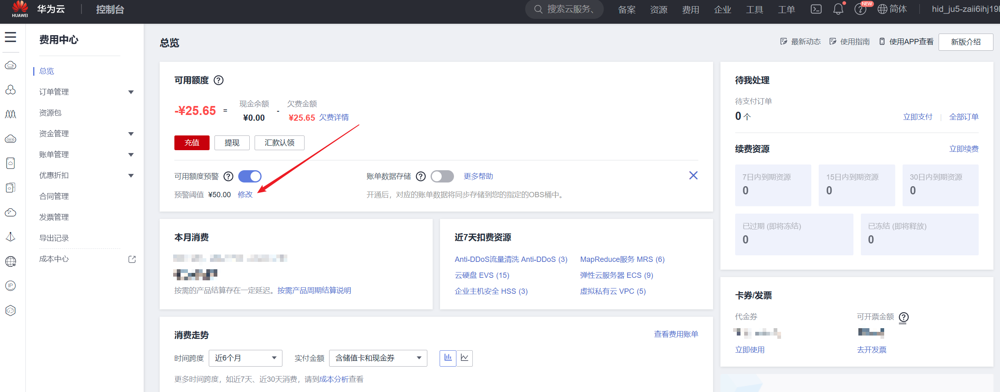 HUAWEI 华为云 控制台 搜索云服务、 备案 资源 费用 企业 工具 工单 NEW 简体 hid_ju5-zaii6ihj19
费用中心
总览
订单管理
资源包
资金管理
账单管理
优惠折扣
合同管理
发票管理
导出记录
成本中心
总览
最新动态 使用指南 使用APP查看 新版介绍
可用额度 ?
-¥25.65 = 现金余额 ¥0.00 - 欠费金额 ¥25.65 欠费详情
充值 提现 汇款认领
可用额度预警 ?
预警阈值 ¥50.00 修改
账单数据存储 ? 更多帮助
开通后，对应的账单数据将同步存储到您的指定的OBS桶中。
本月消费
按需的产品结算存在一定延迟。按需产品周期结算说明
近7天扣费资源
Anti-DDoS流量清洗 Anti-DDoS (3) MapReduce服务 MRS (6)
云硬盘 EVS (15) 弹性云服务器 ECS (9)
企业主机安全 HSS (3) 虚拟私有云 VPC (5)
消费走势 查看费用账单
时间跨度 近6个月 实付金额 含储值卡和现金券
更多时间跨度，如近7天、近30天消费，请到成本分析查看
待我处理
待支付订单
0 个 立即支付 全部订单
续费资源 立即续费
7日内到期资源
0
15日内到期资源
0
30日内到期资源
0
已过期 (即将冻结)
0
已冻结 (即将释放)
0
卡券/发票
代金券 可开票金额 ?
立即使用 去开发票